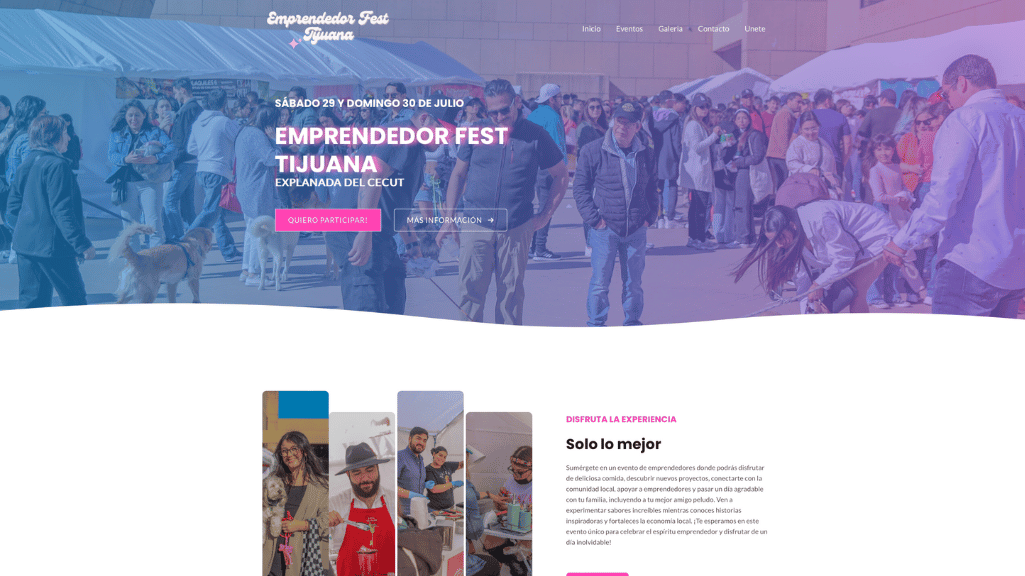 Emprendedor Fest
Tijuana
Inicio
Eventos
Galeria
Contacto
Unete
SÁBADO 29 Y DOMINGO 30 DE JULIO
EMPRENDEDOR FEST
TIJUANA
EXPLANADA DEL CECUT
QUIERO PARTICIPAR!
MAS INFORMACION →
DISFRUTA LA EXPERIENCIA
Solo lo mejor
Sumérgete en un evento de emprendedores donde podrás disfrutar
de deliciosa comida, descubrir nuevos proyectos, conectarte con la
comunidad local, apoyar a emprendedores y pasar un día agradable
con tu familia, incluyendo a tu mejor amigo peludo. Ven a
experimentar sabores increíbles mientras conoces historias
inspiradoras y fortaleces la economía local. ¡Te esperamos en este
evento único para celebrar el espíritu emprendedor y disfrutar de un
día inolvidable!